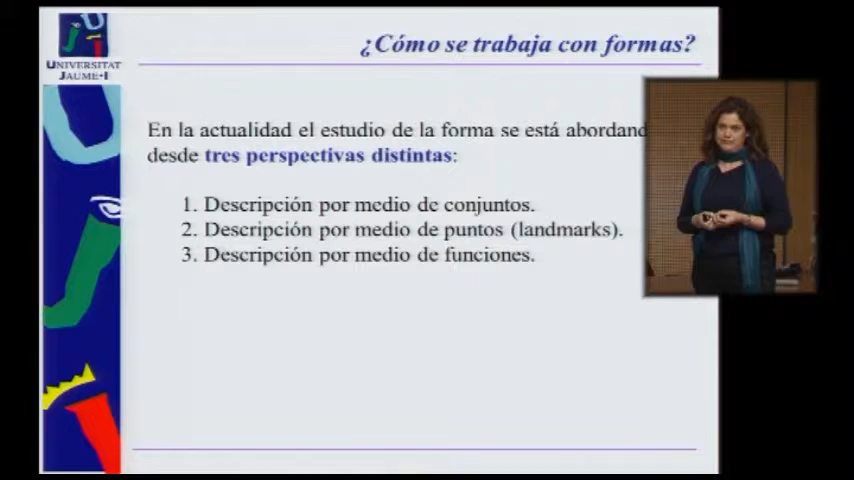 UNIVERSITAT
JAUME·I
¿Cómo se trabaja con formas?
En la actualidad el estudio de la forma se está abordand
desde tres perspectivas distintas:
1. Descripción por medio de conjuntos.
2. Descripción por medio de puntos (landmarks).
3. Descripción por medio de funciones.